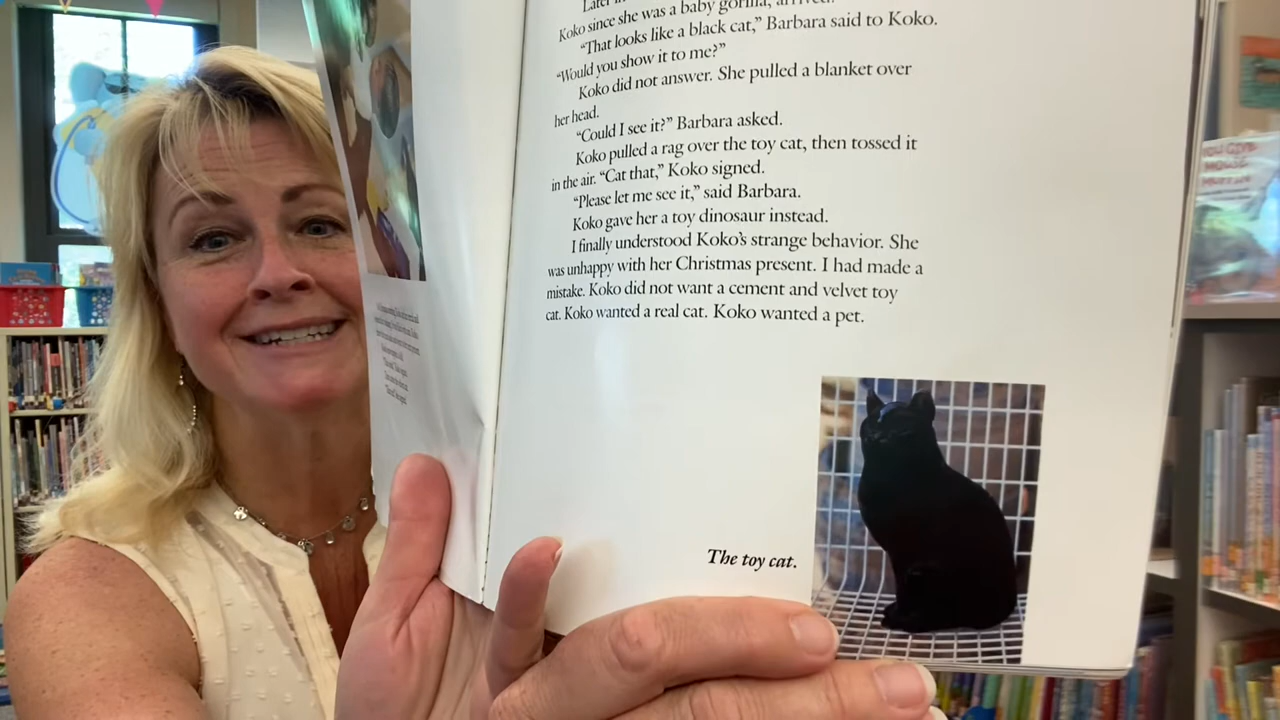 Later in
Koko since she was a baby gorilla, arrived.
“That looks like a black cat,” Barbara said to Koko.
“Would you show it to me?”
Koko did not answer. She pulled a blanket over
her head.
“Could I see it?” Barbara asked.
Koko pulled a rag over the toy cat, then tossed it
in the air. “Cat that,” Koko signed.
“Please let me see it,” said Barbara.
Koko gave her a toy dinosaur instead.
I finally understood Koko’s strange behavior. She
was unhappy with her Christmas present. I had made a
mistake. Koko did not want a cement and velvet toy
cat. Koko wanted a real cat. Koko wanted a pet.
The toy cat.